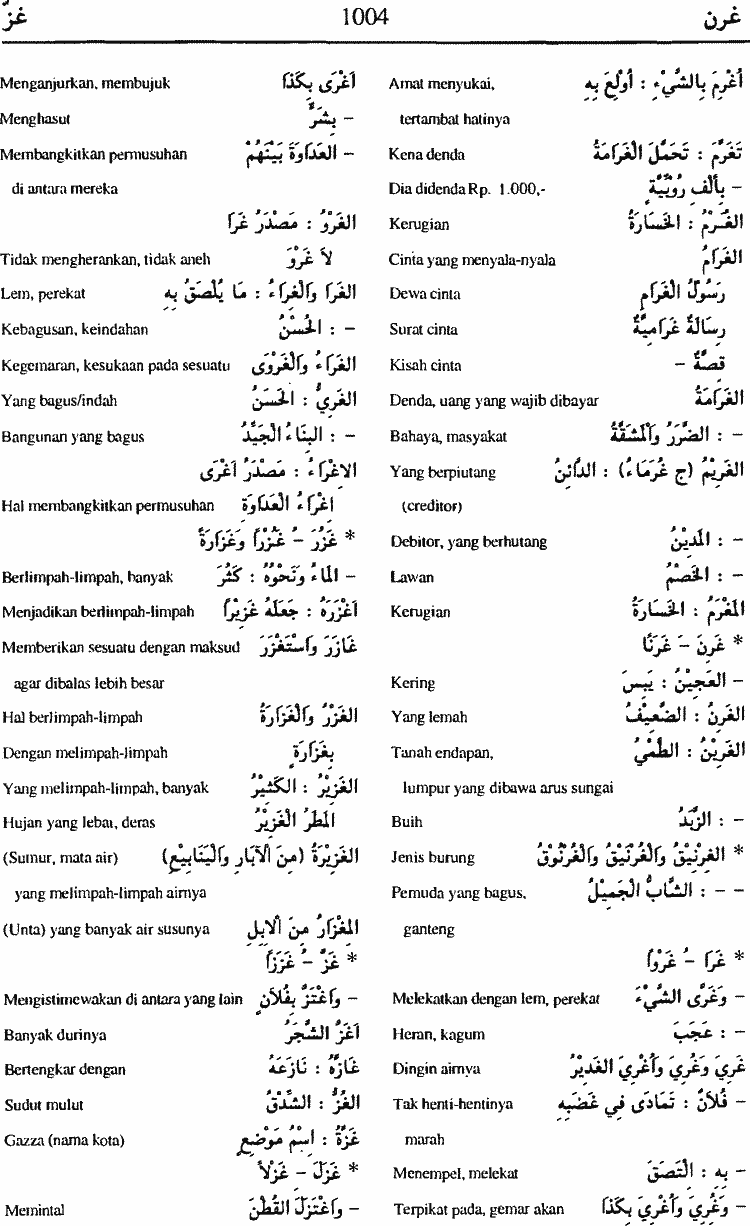 غرن 1004 غزّ
أُغْرِمَ بِالشَّيْءِ : أُولِعَ بِهِ Amat menyukai,
tertambat hatinya
تَغَرَّمَ : تَحَمَّلَ الْغَرَامَةَ Kena denda
– بِأَلْفِ رُوْبِيَّةٍ Dia didenda Rp. 1.000,-
الغُرْمُ : الخَسَارَةُ Kerugian
الغَرَامُ Cinta yang menyala-nyala
رَسُوْلُ الْغَرَامِ Dewa cinta
رِسَالَةٌ غَرَامِيَّةٌ Surat cinta
قِصَّةٌ – Kisah cinta
الغَرَامَةُ Denda, uang yang wajib dibayar
– : الضَّرَرُ وَالْمَشَقَّةُ Bahaya, masyakat
الغَرِيْمُ (ج غُرَمَاءُ) : الدَّائِنُ Yang berpiutang
(creditor)
– : المَدِيْنُ Debitor, yang berhutang
– : الخَصْمُ Lawan
المَغْرَمُ : الخَسَارَةُ Kerugian
* غَرِنَ – غَرَنًا
– العَجِيْنُ : يَبِسَ Kering
الغَرِنُ : الضَّعِيْفُ Yang lemah
الغَرْيَنُ : الطَّمْيُ Tanah endapan,
lumpur yang dibawa arus sungai
– : الزَّبَدُ Buih
* الغِرْنِيْقُ وَالْغُرْنَيْقُ وَالْغُرْنُوْقُ Jenis burung
– – : الشَّابُّ الْجَمِيْلُ Pemuda yang bagus,
ganteng
* غَرَا – غَرْوًا
– وَغَرَّى الشَّيْءَ Melekatkan dengan lem, perekat
– : عَجِبَ Heran, kagum
غَرِيَ وَغُرِيَ وَأُغْرِيَ الغَدِيْرُ Dingin airnya
– فُلَانٌ : تَمَادَى فِي غَضَبِهِ Tak henti-hentinya
marah
– بِهِ : الْتَصَقَ Menempel, melekat
– وَغُرِيَ وَأُغْرِيَ بِكَذَا Terpikat pada, gemar akan
أَغْرَى بِكَذَا Menganjurkan, membujuk
– بِشَرٍّ Menghasut
– العَدَاوَةَ بَيْنَهُمْ Membangkitkan permusuhan
di antara mereka
الغَرْوُ : مَصْدَرُ غَرَا
لاَ غَرْوَ Tidak mengherankan, tidak aneh
الغَرَا وَالْغِرَاءُ : مَا يُلْصَقُ بِهِ Lem, perekat
– : الحُسْنُ Kebagusan, keindahan
الغَرَاءُ وَالْغَرْوَى Kegemaran, kesukaan pada sesuatu
الغَرِيُّ : الحَسَنُ Yang bagus/indah
– : البِنَاءُ الْجَيِّدُ Bangunan yang bagus
الاِغْرَاءُ : مَصْدَرُ أَغْرَى
اِغْرَاءُ الْعَدَاوَةِ Hal membangkitkan permusuhan
* غَزُرَ – غُزْرًا وَغَزَارَةً
– المَاءُ وَنَحْوُهُ : كَثُرَ Berlimpah-limpah, banyak
أَغْزَرَهُ : جَعَلَهُ غَزِيْرًا Menjadikan berlimpah-limpah
غَازَرَ وَاسْتَغْزَرَ Memberikan sesuatu dengan maksud
agar dibalas lebih besar
الغَزْرُ وَالْغَزَارَةُ Hal berlimpah-limpah
بِغَزَارَةٍ Dengan melimpah-limpah
الغَزِيْرُ : الكَثِيْرُ Yang melimpah-limpah, banyak
المَطَرُ الْغَزِيْرُ Hujan yang lebat, deras
الغَزِيْرَةُ (مِنَ الْآبَارِ وَالْيَنَابِيْعِ) (Sumur, mata air)
yang melimpah-limpah airnya
المِغْزَارُ مِنَ الْاِبِلِ (Unta) yang banyak air susunya
* غَزَّ – غَزَزًا
– وَاغْتَزَّ بِفُلَانٍ Mengistimewakan di antara yang lain
أَغَزَّ الشَّجَرُ Banyak durinya
غَازَّهُ : نَازَعَهُ Bertengkar dengan
الغُزُّ : الشِّدْقُ Sudut mulut
غَزَّةُ : اِسْمُ مَوْضِعٍ Gazza (nama kota)
* غَزَلَ – غَزْلاً
– وَاغْتَزَلَ القُطْنَ Memintal